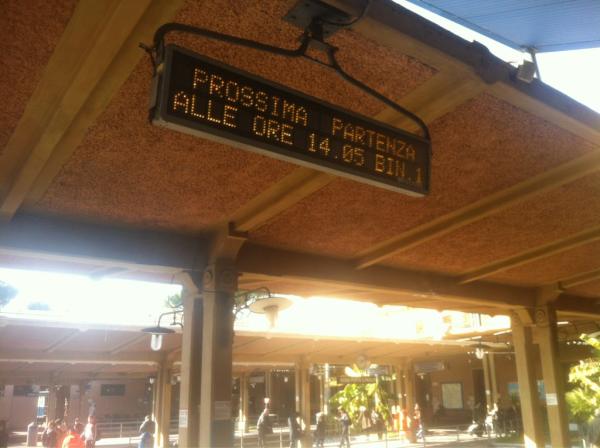 PROSSIMA PARTENZA
ALLE ORE 14.05 BIN.1